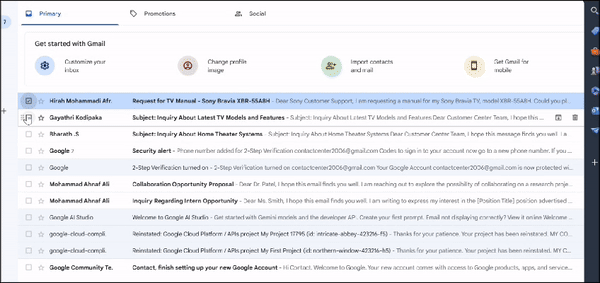 Primary Promotions Social
7
Get started with Gmail
Customize your inbox
Change profile image
Import contacts and mail
Get Gmail for mobile
Hirah Mohammadi Afr. Request for TV Manual - Sony Bravia XBR-55A8H - Dear Sony Customer Support, I am requesting a manual for my Sony Bravia TV, model XBR-55A8H. Could you pl.
Gayathri Kodipaka Subject: Inquiry About Latest TV Models and Features - Subject: Inquiry About Latest TV Models and Features Dear Customer Center Team, I hope this
Bharath .S Subject: Inquiry About Home Theater Systems - Subject: Inquiry About Home Theater Systems Dear Customer Center Team, I hope this message finds you well. I a
Google 7 Security alert - Phone number added for 2-Step Verification contactcenter2006@gmail.com Codes to sign in to your account now go to a new phone number. If you
Google 2-Step Verification turned on - 2-Step Verification turned on contactcenter2006@gmail.com Your Google Account contactcenter2006@gmail.com is now protected wi
Mohammad Ahnaf Ali Collaboration Opportunity Proposal - Dear Dr. Patel, I hope this email finds you well. I am reaching out to explore the possibility of collaborating on a research proje.
Mohammad Ahnaf Ali Inquiry Regarding Intern Opportunity - Dear Ms. Smith, I hope this email finds you well. I am writing to express my interest in the [Position title] position advertised
Google AI Studio Welcome to Google AI Studio - Get started with Gemini models and the developer API. Create your first prompt. Email not displaying correctly? View it online Welcome
google-cloud-compli. Reinstated: Google Cloud Platform / APIs project My Project 17795 (id: intricate-abbey-423216-f5) - Thanks for your patience. Your project has been reinstated. MY CO
google-cloud-compli. Reinstated: Google Cloud Platform / APIs project My First Project (id: northern-window-423216-h5) - Thanks for your patience. Your project has been reinstated. MY C
Google Community Te. Contact, finish setting up your new Google Account - Hi Contact, Welcome to Google. Your new account comes with access to Google products, apps, and services.